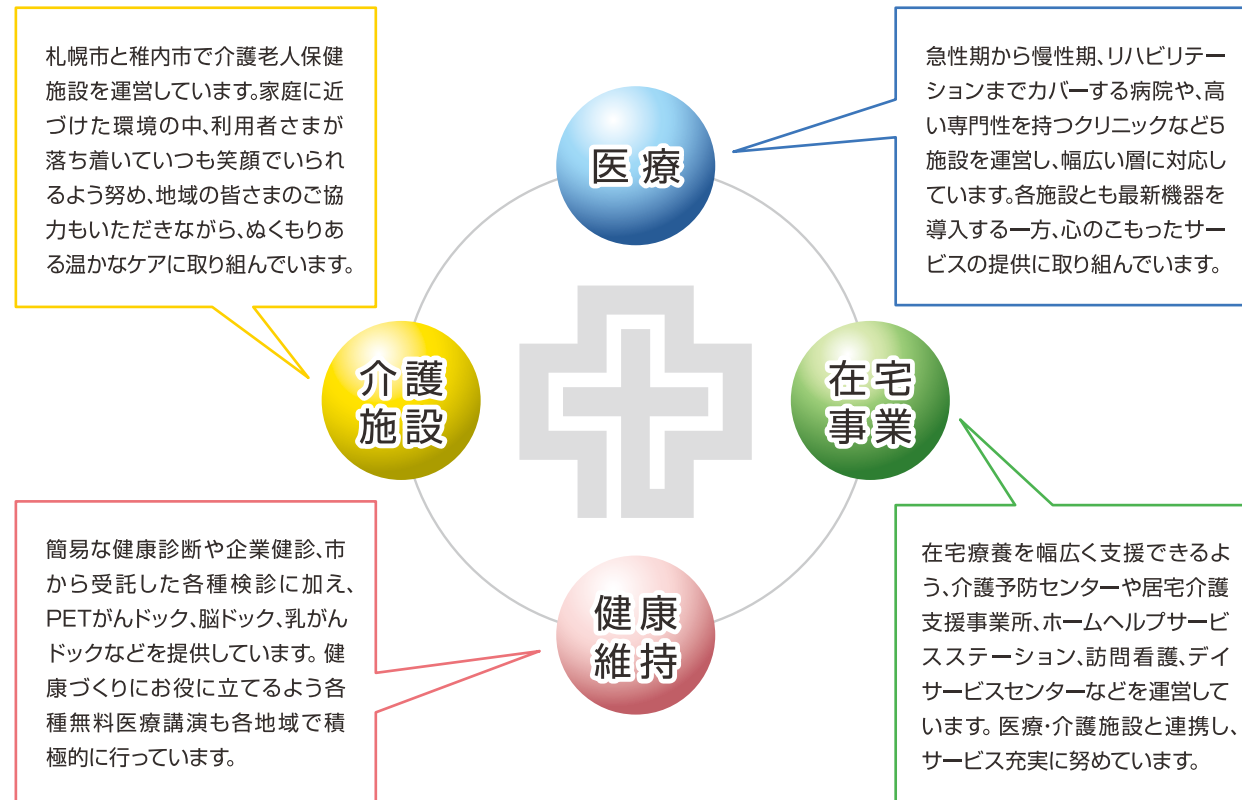 札幌市と稚内市で介護老人保健
施設を運営しています。家庭に近
づけた環境の中、利用者さまが
落ち着いていつも笑顔でいられ
るよう努め、地域の皆さまのご協
力もいただきながら、ぬくもりあ
る温かなケアに取り組んでいます。
医療
急性期から慢性期、リハビリテー
ションまでカバーする病院や、高
い専門性を持つクリニックなど5
施設を運営し、幅広い層に対応し
ています。各施設とも最新機器を
導入する一方、心のこもったサー
ビスの提供に取り組んでいます。
介護
施設
在宅
事業
簡易な健康診断や企業健診、市
から受託した各種検診に加え、
PETがんドック、脳ドック、乳がん
ドックなどを提供しています。健
康づくりにお役に立てるよう各
種無料医療講演も各地域で積
極的に行っています。
健康
維持
在宅療養を幅広く支援できるよ
う、介護予防センターや居宅介護
支援事業所、ホームヘルプサービ
スステーション、訪問看護、デイ
サービスセンターなどを運営して
います。医療・介護施設と連携し、
サービス充実に努めています。